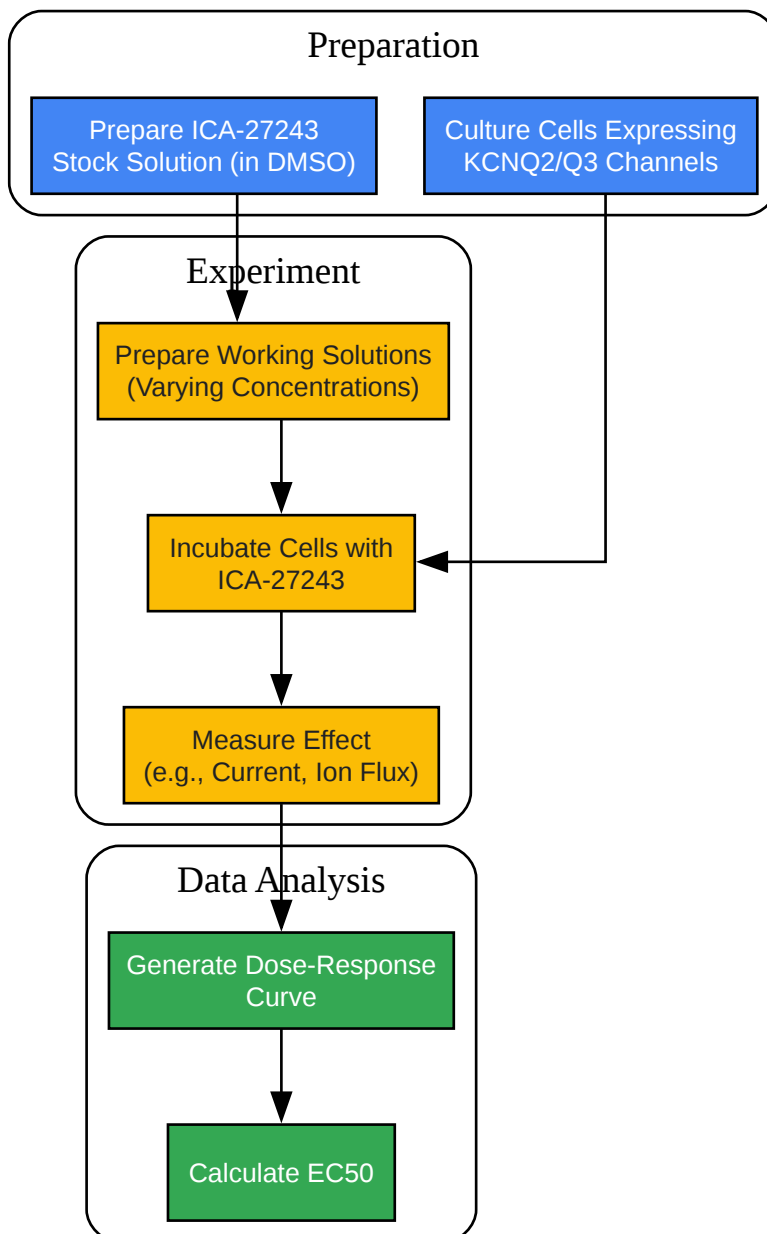 Preparation
Prepare ICA-27243
Stock Solution (in DMSO)
Culture Cells Expressing
KCNQ2/Q3 Channels
Experiment
Prepare Working Solutions
(Varying Concentrations)
Incubate Cells with
ICA-27243
Measure Effect
(e.g., Current, Ion Flux)
Data Analysis
Generate Dose-Response
Curve
Calculate EC50